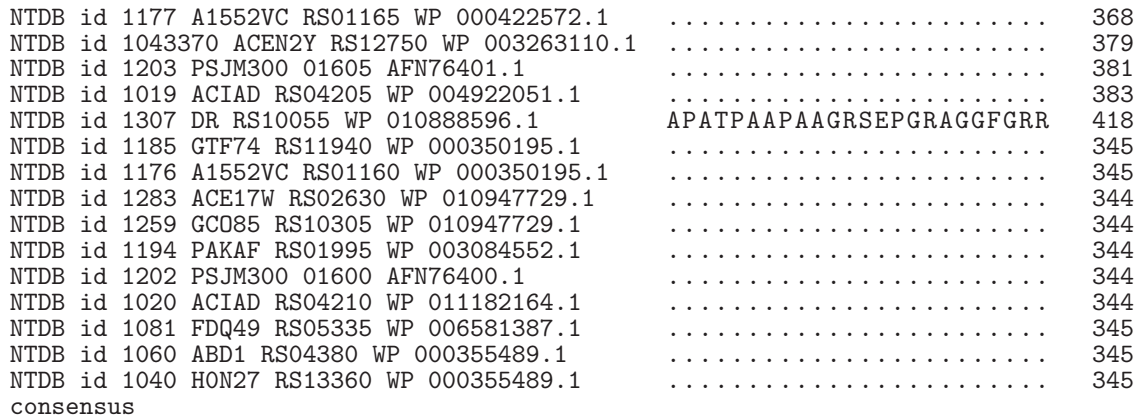 NTDB id 1177 A1552VC RS01165 WP 000422572.1 . . . . . . . . . . . . . . . . . . . . . . . . 368
NTDB id 1043370 ACEN2Y RS12750 WP 003263110.1 . . . . . . . . . . . . . . . . . . . . . . . . 379
NTDB id 1203 PSJM300 01605 AFN76401.1 . . . . . . . . . . . . . . . . . . . . . . . . 381
NTDB id 1019 ACIAD RS04205 WP 004922051.1 . . . . . . . . . . . . . . . . . . . . . . . . 383
NTDB id 1307 DR RS10055 WP 010888596.1 A P A T P A A P A A G R S E P G R A G G F G R R 418
NTDB id 1185 GTF74 RS11940 WP 000350195.1 . . . . . . . . . . . . . . . . . . . . . . . . 345
NTDB id 1176 A1552VC RS01160 WP 000350195.1 . . . . . . . . . . . . . . . . . . . . . . . . 345
NTDB id 1283 ACE17W RS02630 WP 010947729.1 . . . . . . . . . . . . . . . . . . . . . . . . 344
NTDB id 1259 GCO85 RS10305 WP 010947729.1 . . . . . . . . . . . . . . . . . . . . . . . . 344
NTDB id 1194 PAKAF RS01995 WP 003084552.1 . . . . . . . . . . . . . . . . . . . . . . . . 344
NTDB id 1202 PSJM300 01600 AFN76400.1 . . . . . . . . . . . . . . . . . . . . . . . . 344
NTDB id 1020 ACIAD RS04210 WP 011182164.1 . . . . . . . . . . . . . . . . . . . . . . . . 344
NTDB id 1081 FDQ49 RS05335 WP 006581387.1 . . . . . . . . . . . . . . . . . . . . . . . . 345
NTDB id 1060 ABD1 RS04380 WP 000355489.1 . . . . . . . . . . . . . . . . . . . . . . . . 345
NTDB id 1040 H0N27 RS13360 WP 000355489.1 . . . . . . . . . . . . . . . . . . . . . . . . 345
consensus